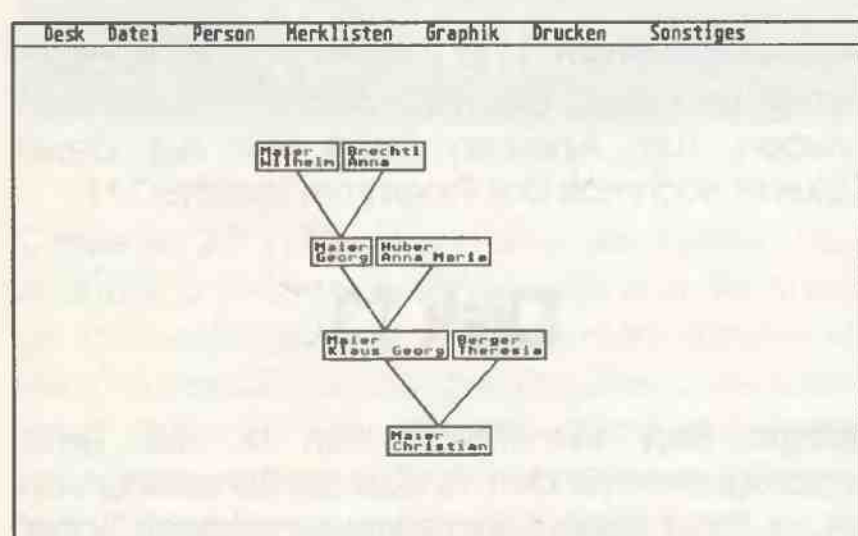 Desk Datei Person Merklisten Graphik Drucken Sonstiges
Maier
Wilhelm
Brechtl
Anna
Maier
Georg
Huber
Anna Maria
Maier
Klaus Georg
Berger
Theresia
Maier
Christian